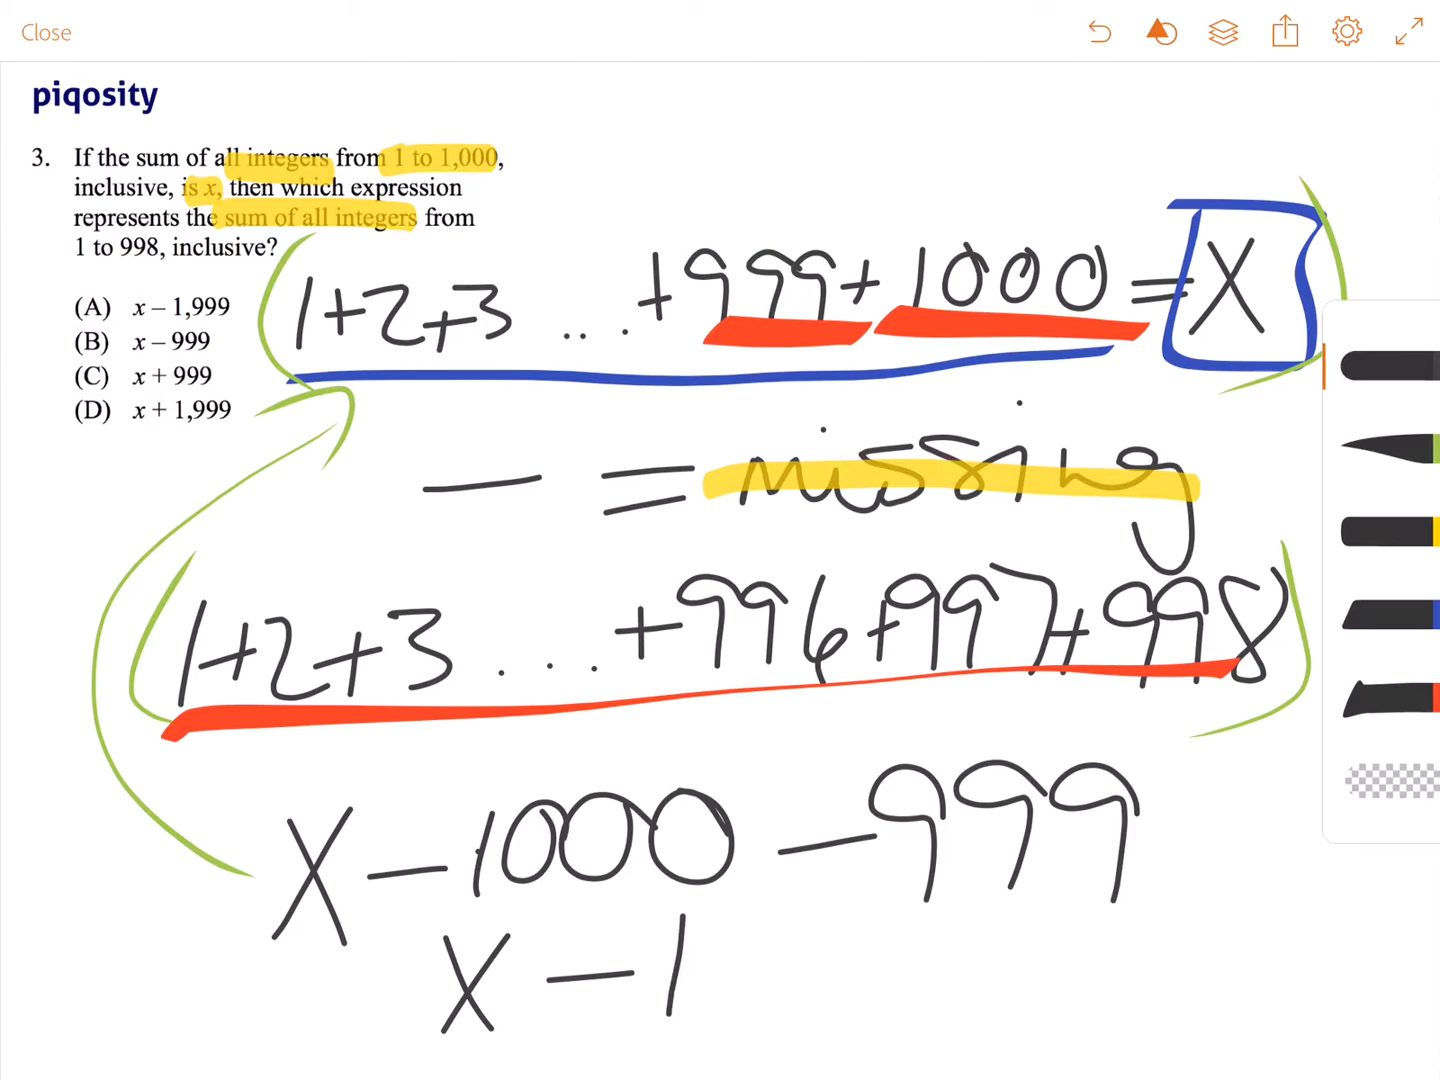 Close
piqosity
3. If the sum of all integers from 1 to 1,000,
inclusive, is x, then which expression
represents the sum of all integers from
1 to 998, inclusive?
(A) x – 1,999
(B) x – 999
(C) x + 999
(D) x + 1,999
1+2+3 ... +999+1000 = X
— = missing
1+2+3 .... +996+997+998
X – 1000 – 999
X – 1